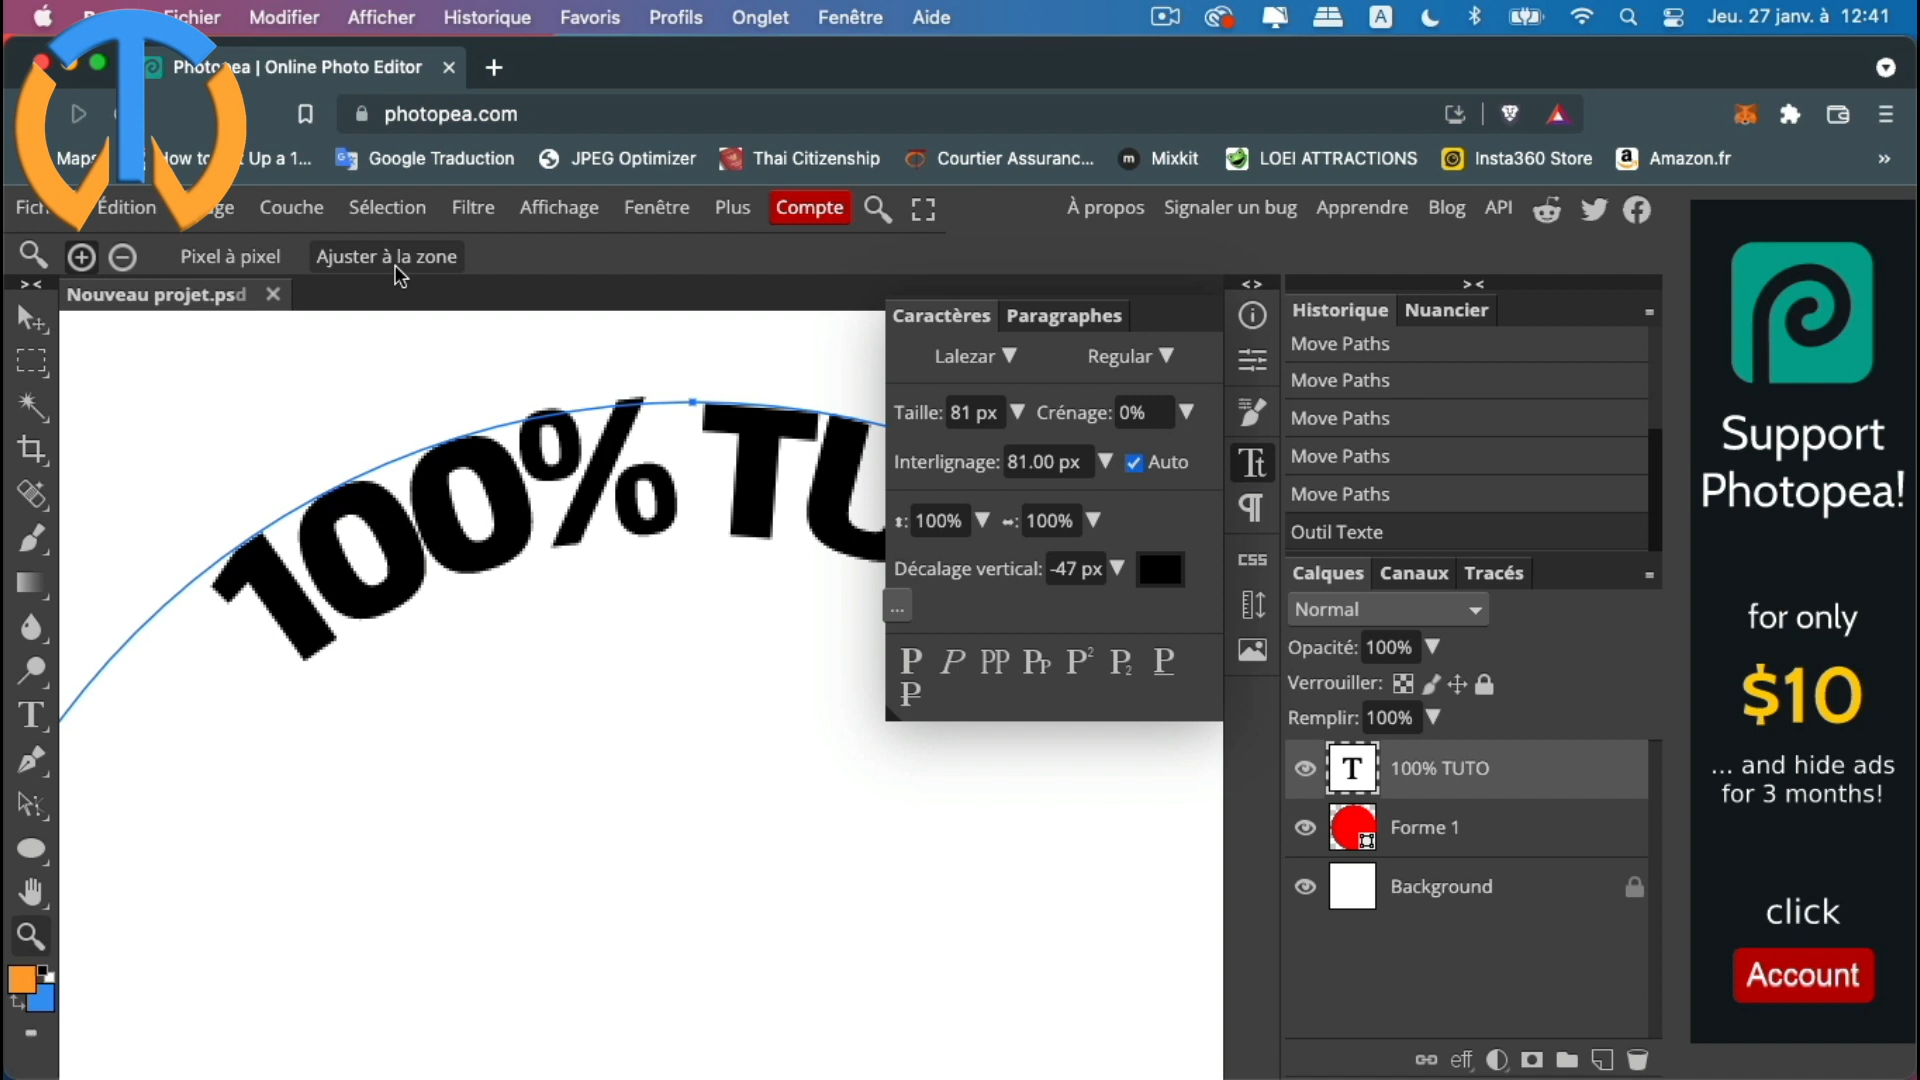 Fichier Modifier Afficher Historique Favoris Profils Onglet Fenêtre Aide A Jeu. 27 janv. à 12:41
Photopea | Online Photo Editor
photopea.com
Maps Up a 1... Google Traduction JPEG Optimizer Thai Citizenship Courtier Assuranc... m Mixkit LOEI ATTRACTIONS Insta360 Store a Amazon.fr »
Édition Couche Sélection Filtre Affichage Fenêtre Plus Compte À propos Signaler un bug Apprendre Blog API
Pixel à pixel Ajuster à la zone
Nouveau projet.psd
100% TU
Caractères Paragraphes
Lalezar Regular
Taille: 81 px Crénage: 0%
Interlignage: 81.00 px Auto
100% 100%
Décalage vertical: -47 px
...
P P PP Pp P² P₂ P
P
Tt
¶
CSS
T
Historique Nuancier
Move Paths
Move Paths
Move Paths
Move Paths
Move Paths
Outil Texte
Calques Canaux Tracés
Normal
Opacité: 100%
Verrouiller:
Remplir: 100%
T 100% TUTO
Forme 1
Background
eff
Support
Photopea!
for only
$10
... and hide ads
for 3 months!
click
Account